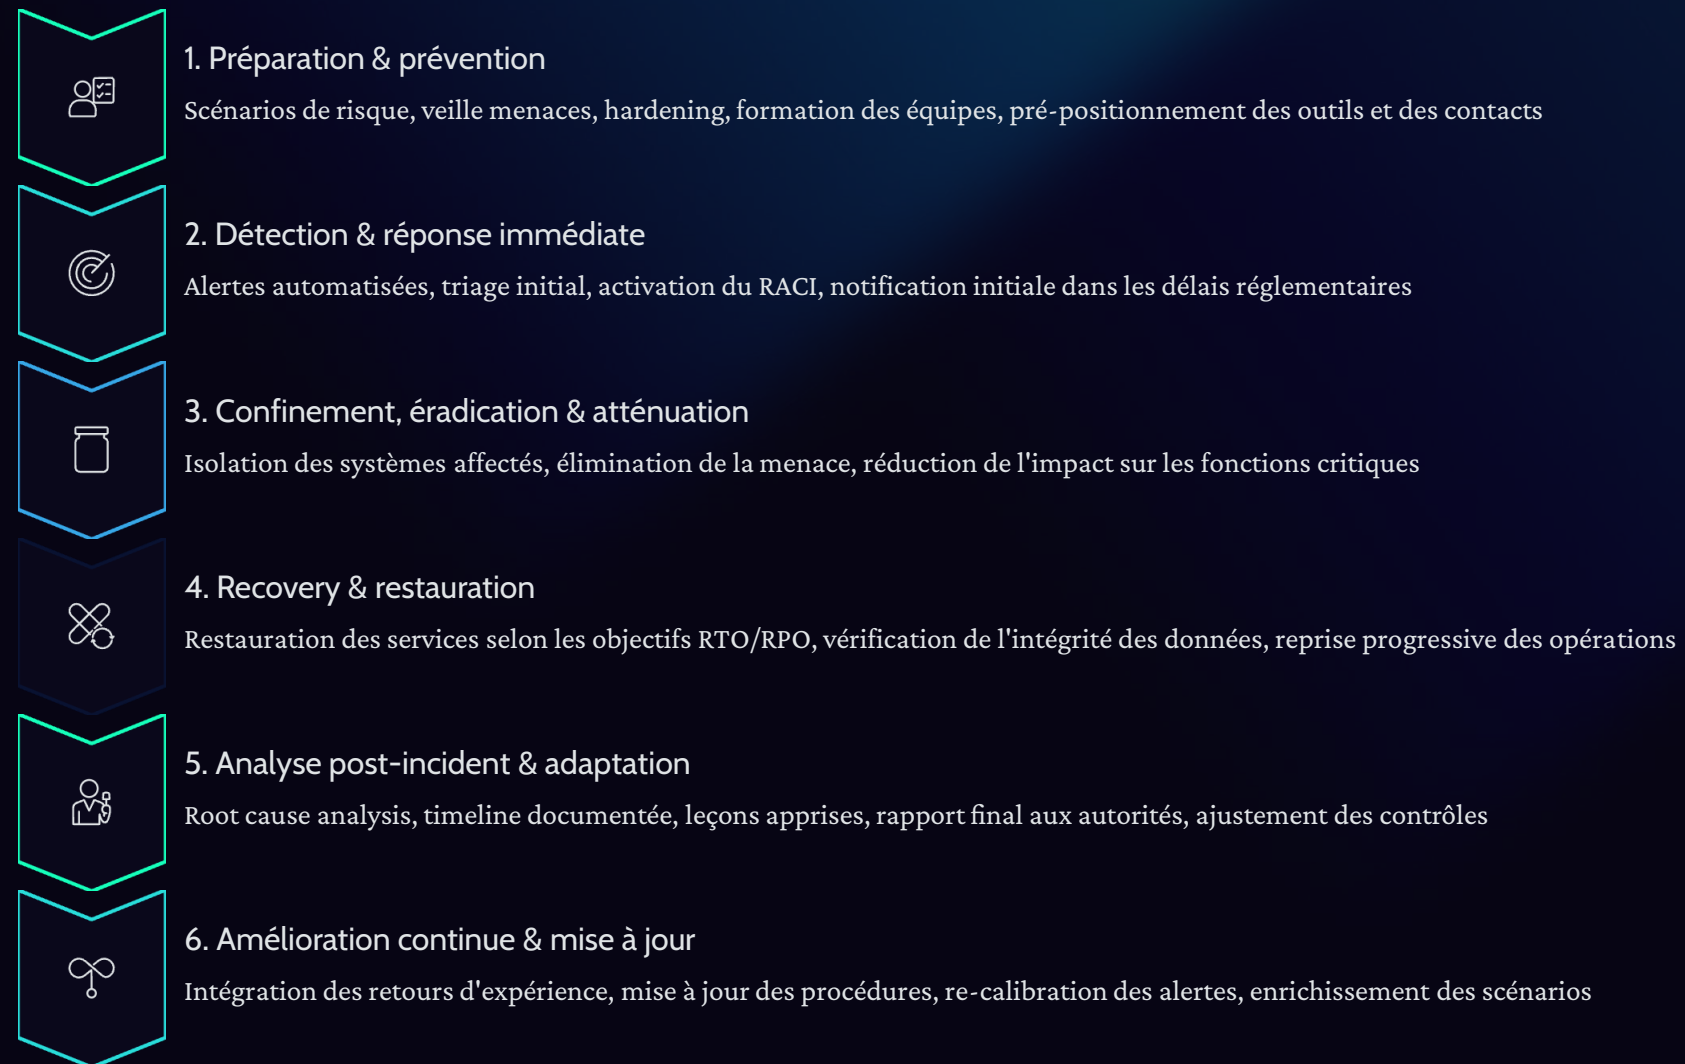 1. Préparation & prévention
Scénarios de risque, veille menaces, hardening, formation des équipes, pré-positionnement des outils et des contacts
2. Détection & réponse immédiate
Alertes automatisées, triage initial, activation du RACI, notification initiale dans les délais réglementaires
3. Confinement, éradication & atténuation
Isolation des systèmes affectés, élimination de la menace, réduction de l'impact sur les fonctions critiques
4. Recovery & restauration
Restauration des services selon les objectifs RTO/RPO, vérification de l'intégrité des données, reprise progressive des opérations
5. Analyse post-incident & adaptation
Root cause analysis, timeline documentée, leçons apprises, rapport final aux autorités, ajustement des contrôles
6. Amélioration continue & mise à jour
Intégration des retours d'expérience, mise à jour des procédures, re-calibration des alertes, enrichissement des scénarios